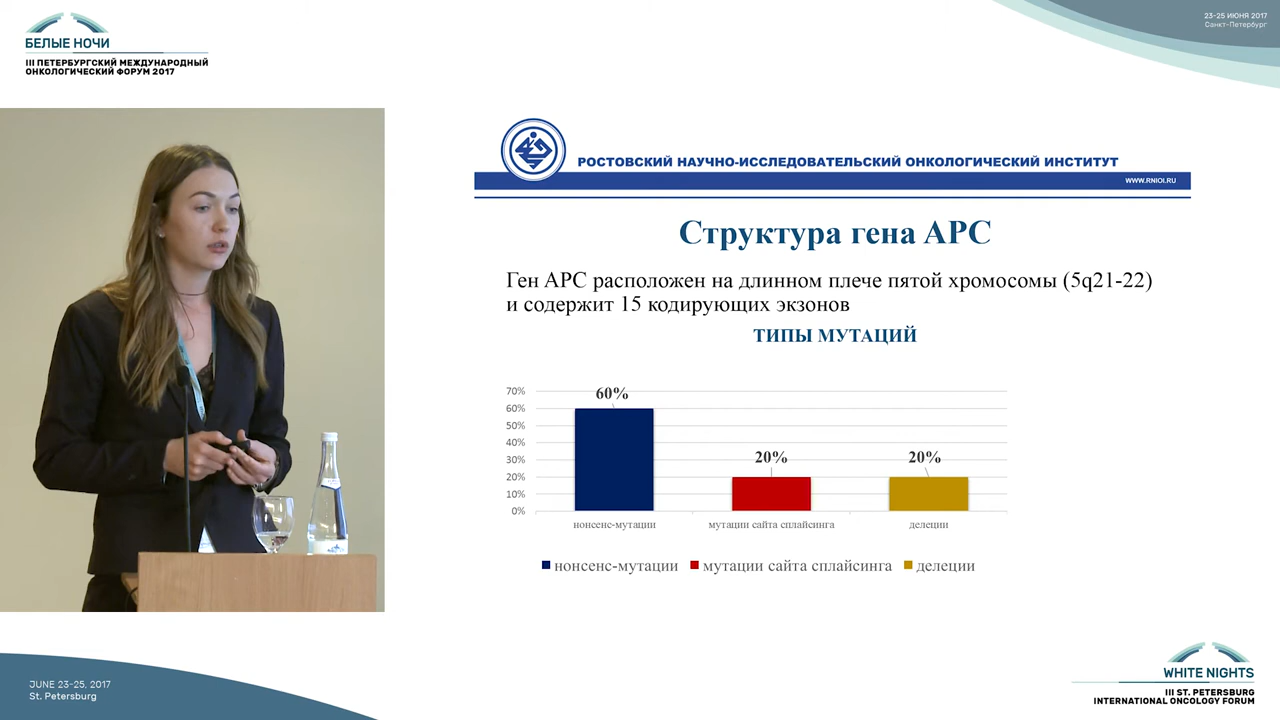 БЕЛЫЕ НОЧИ
III ПЕТЕРБУРГСКИЙ МЕЖДУНАРОДНЫЙ
ОНКОЛОГИЧЕСКИЙ ФОРУМ 2017
23-25 ИЮНЯ 2017
Санкт-Петербург
РОСТОВСКИЙ НАУЧНО-ИССЛЕДОВАТЕЛЬСКИЙ ОНКОЛОГИЧЕСКИЙ ИНСТИТУТ
WWW.RNIOI.RU
Структура гена APC
Ген APC расположен на длинном плече пятой хромосомы (5q21-22)
и содержит 15 кодирующих экзонов
ТИПЫ МУТАЦИЙ
70%
60%
50%
40%
30%
20%
10%
0%
60%
20%
20%
нонсенс-мутации
мутации сайта сплайсинга
делеции
нонсенс-мутации
мутации сайта сплайсинга
делеции
JUNE 23-25, 2017
St. Petersburg
WHITE NIGHTS
III ST. PETERSBURG
INTERNATIONAL ONCOLOGY FORUM